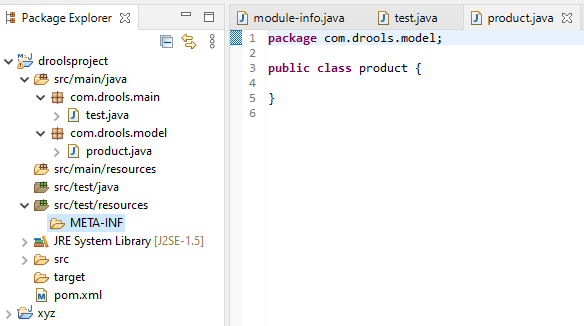 Package Explorer
droolsproject
src/main/java
com.drools.main
test.java
com.drools.model
product.java
src/main/resources
src/test/java
src/test/resources
META-INF
JRE System Library [J2SE-1.5]
src
target
pom.xml
xyz
module-info.java test.java product.java
1 package com.drools.model;
2
3 public class product {
4
5 }
6